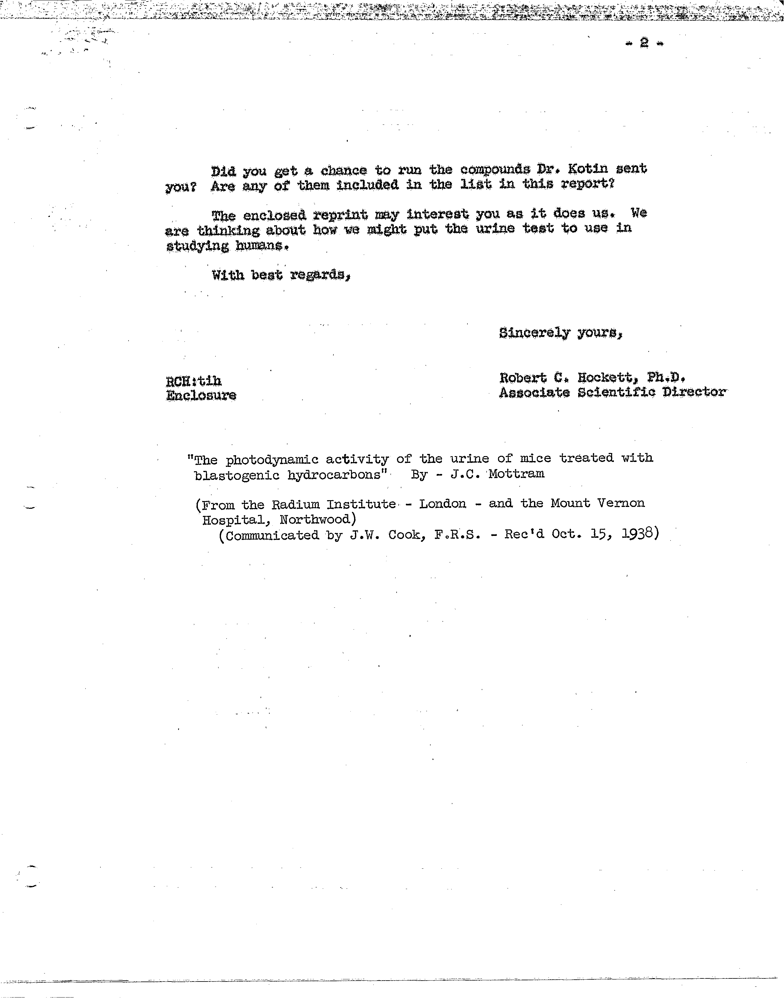 - 2 -
Did you get a chance to run the compounds Dr. Kotin sent
you? Are any of them included in the list in this report?
The enclosed reprint may interest you as it does us. We
are thinking about how we might put the urine test to use in
studying humans.
With best regards,
Sincerely yours,
RCH:tih
Enclosure
Robert C. Hockett, Ph.D.
Associate Scientific Director
"The photodynamic activity of the urine of mice treated with
blastogenic hydrocarbons" By - J.C. Mottram
(From the Radium Institute - London - and the Mount Vernon
Hospital, Northwood)
(Communicated by J.W. Cook, F.R.S. - Rec'd Oct. 15, 1938)